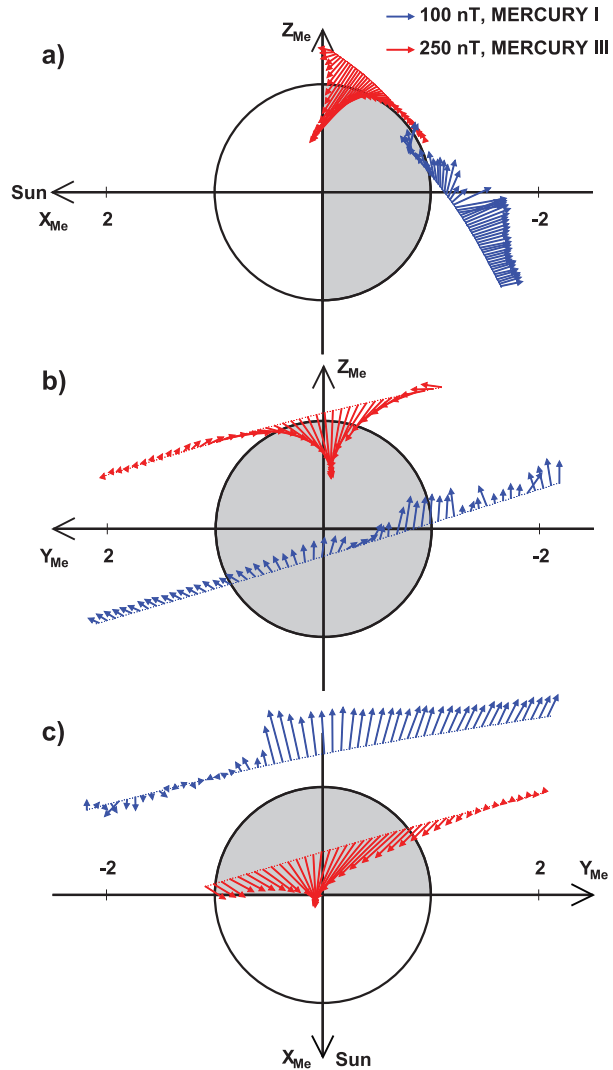 Z_Me
100 nT, MERCURY I
250 nT, MERCURY III
a)
Sun
X_Me
2
-2
b)
Z_Me
Y_Me
2
-2
c)
-2
2
Y_Me
X_Me
Sun